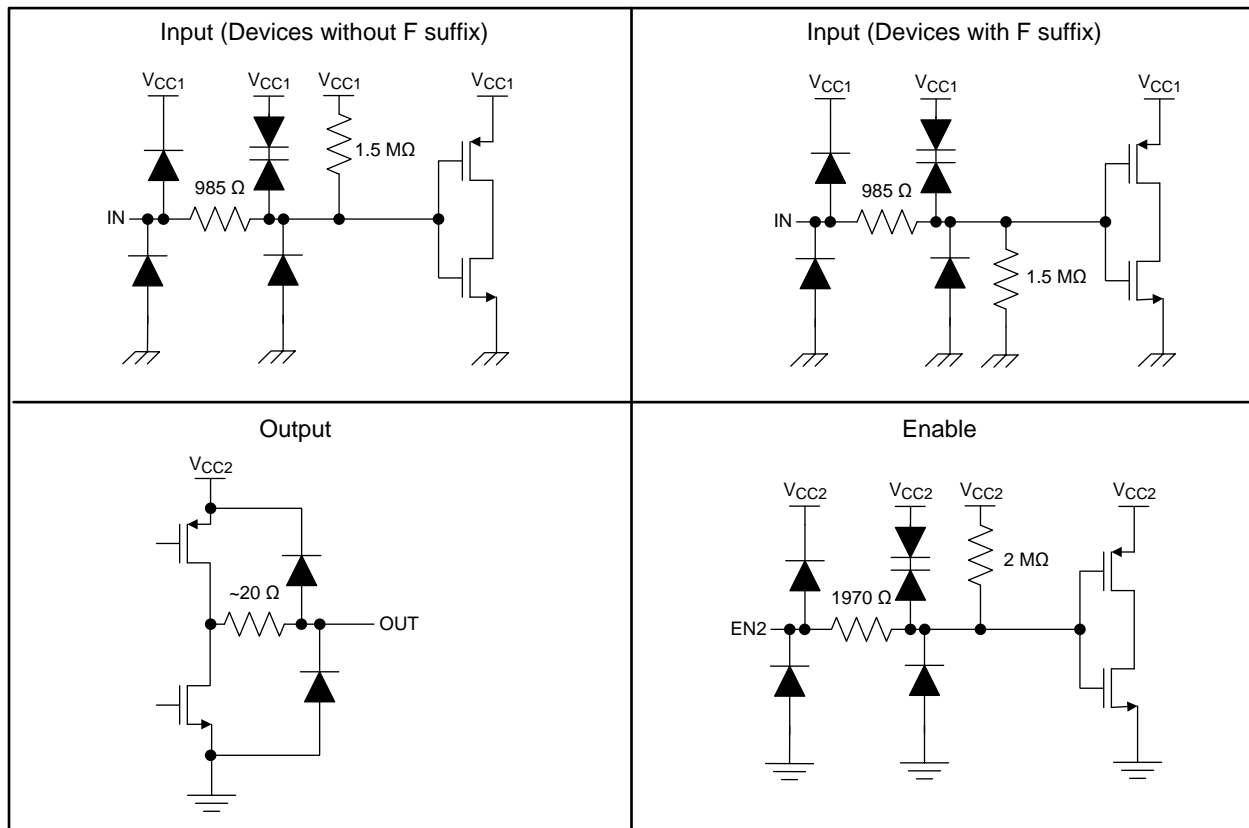 Input (Devices without F suffix)
VCC1 VCC1 VCC1 VCC1
1.5 MΩ
985 Ω
IN
Input (Devices with F suffix)
VCC1 VCC1 VCC1
985 Ω
IN
1.5 MΩ
Output
VCC2
~20 Ω
OUT
Enable
VCC2 VCC2 VCC2 VCC2
2 MΩ
1970 Ω
EN2